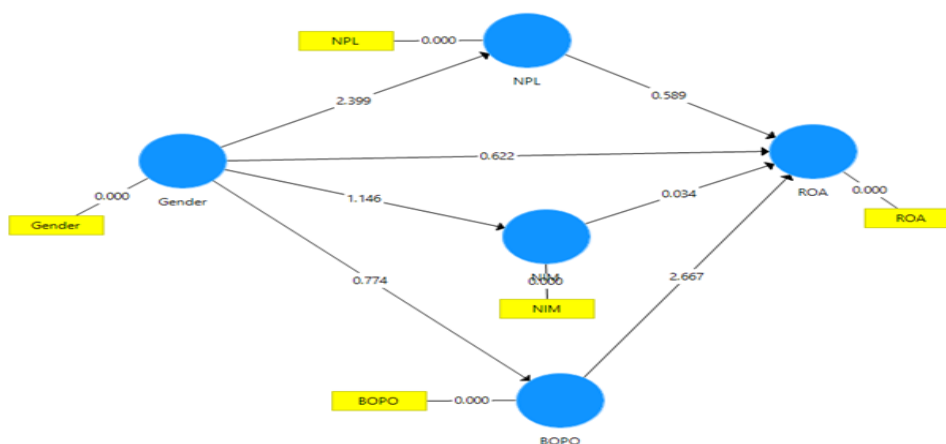 NPL
0.000
NPL
2.399
0.589
Gender
0.000
Gender
0.622
ROA
0.000
ROA
1.146
0.034
NIM
0.000
NIM
0.774
2.667
BOPO
0.000
BOPO